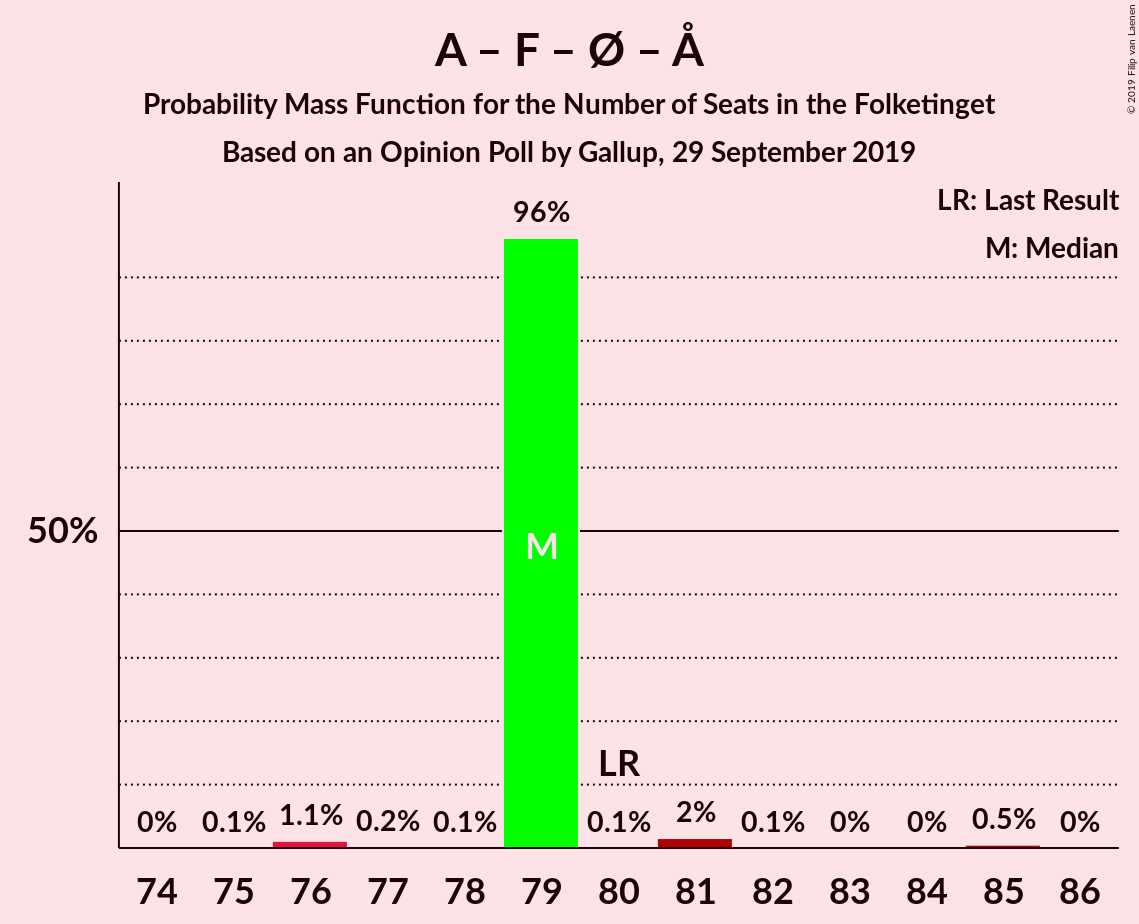 A – F – Ø – Å
Probability Mass Function for the Number of Seats in the Folketinget
Based on an Opinion Poll by Gallup, 29 September 2019
© 2019 Filip van Laenen
LR: Last Result
M: Median
96%
50%
M
LR
0% 0.1% 1.1% 0.2% 0.1% 0.1% 2% 0.1% 0% 0% 0.5% 0%
74 75 76 77 78 79 80 81 82 83 84 85 86